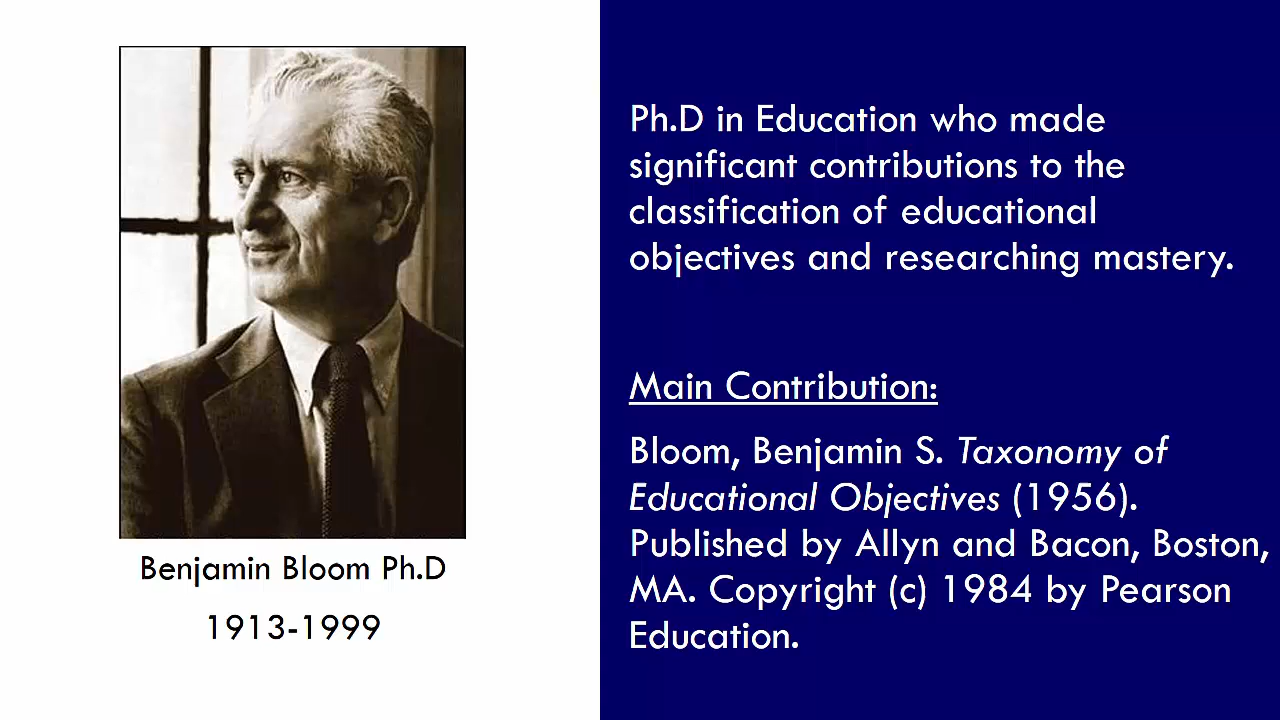 Benjamin Bloom Ph.D
1913-1999
Ph.D in Education who made
significant contributions to the
classification of educational
objectives and researching mastery.
Main Contribution:
Bloom, Benjamin S. Taxonomy of
Educational Objectives (1956).
Published by Allyn and Bacon, Boston,
MA. Copyright (c) 1984 by Pearson
Education.